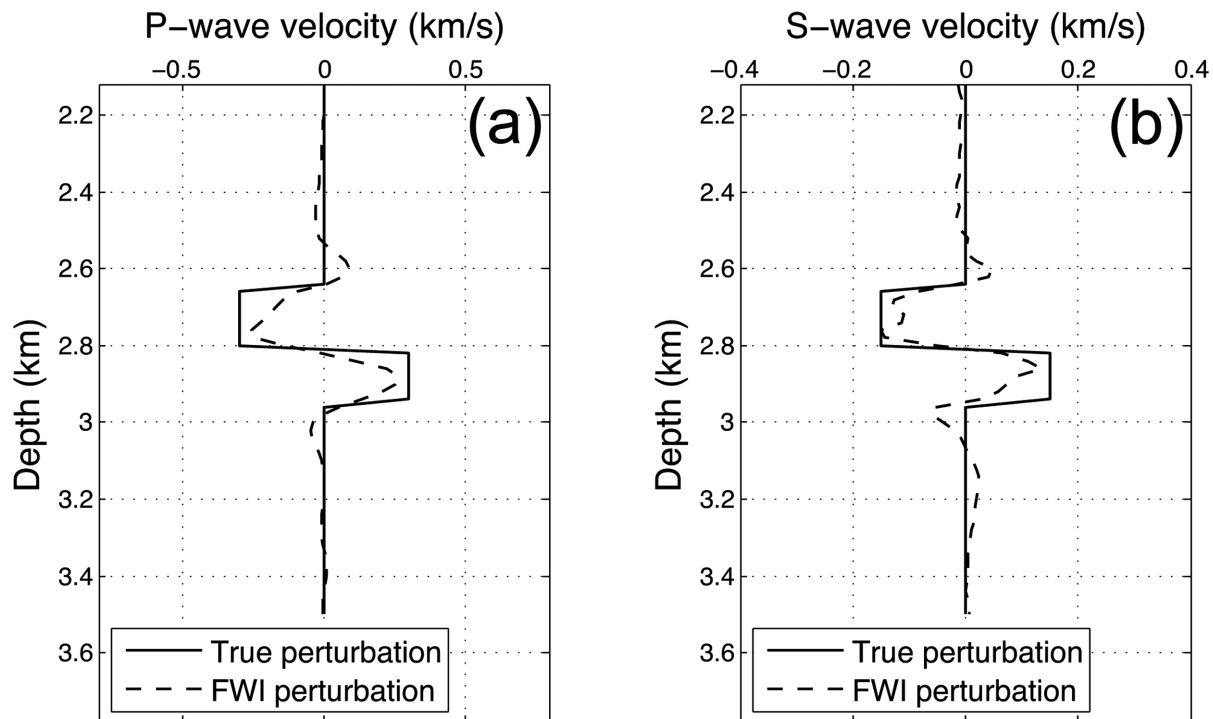 P−wave velocity (km/s)
−0.5 0 0.5
(a)
2.2
2.4
2.6
2.8
3
3.2
3.4
3.6
Depth (km)
True perturbation
FWI perturbation
S−wave velocity (km/s)
−0.4 −0.2 0 0.2 0.4
(b)
2.2
2.4
2.6
2.8
3
3.2
3.4
3.6
Depth (km)
True perturbation
FWI perturbation